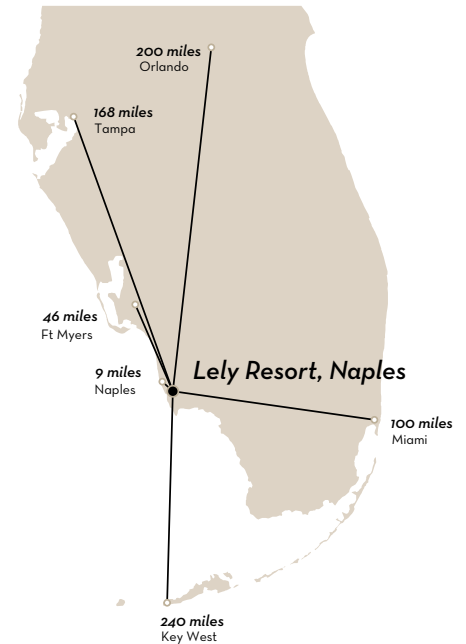 200 miles
Orlando
168 miles
Tampa
46 miles
Ft Myers
9 miles
Naples
Lely Resort, Naples
100 miles
Miami
240 miles
Key West